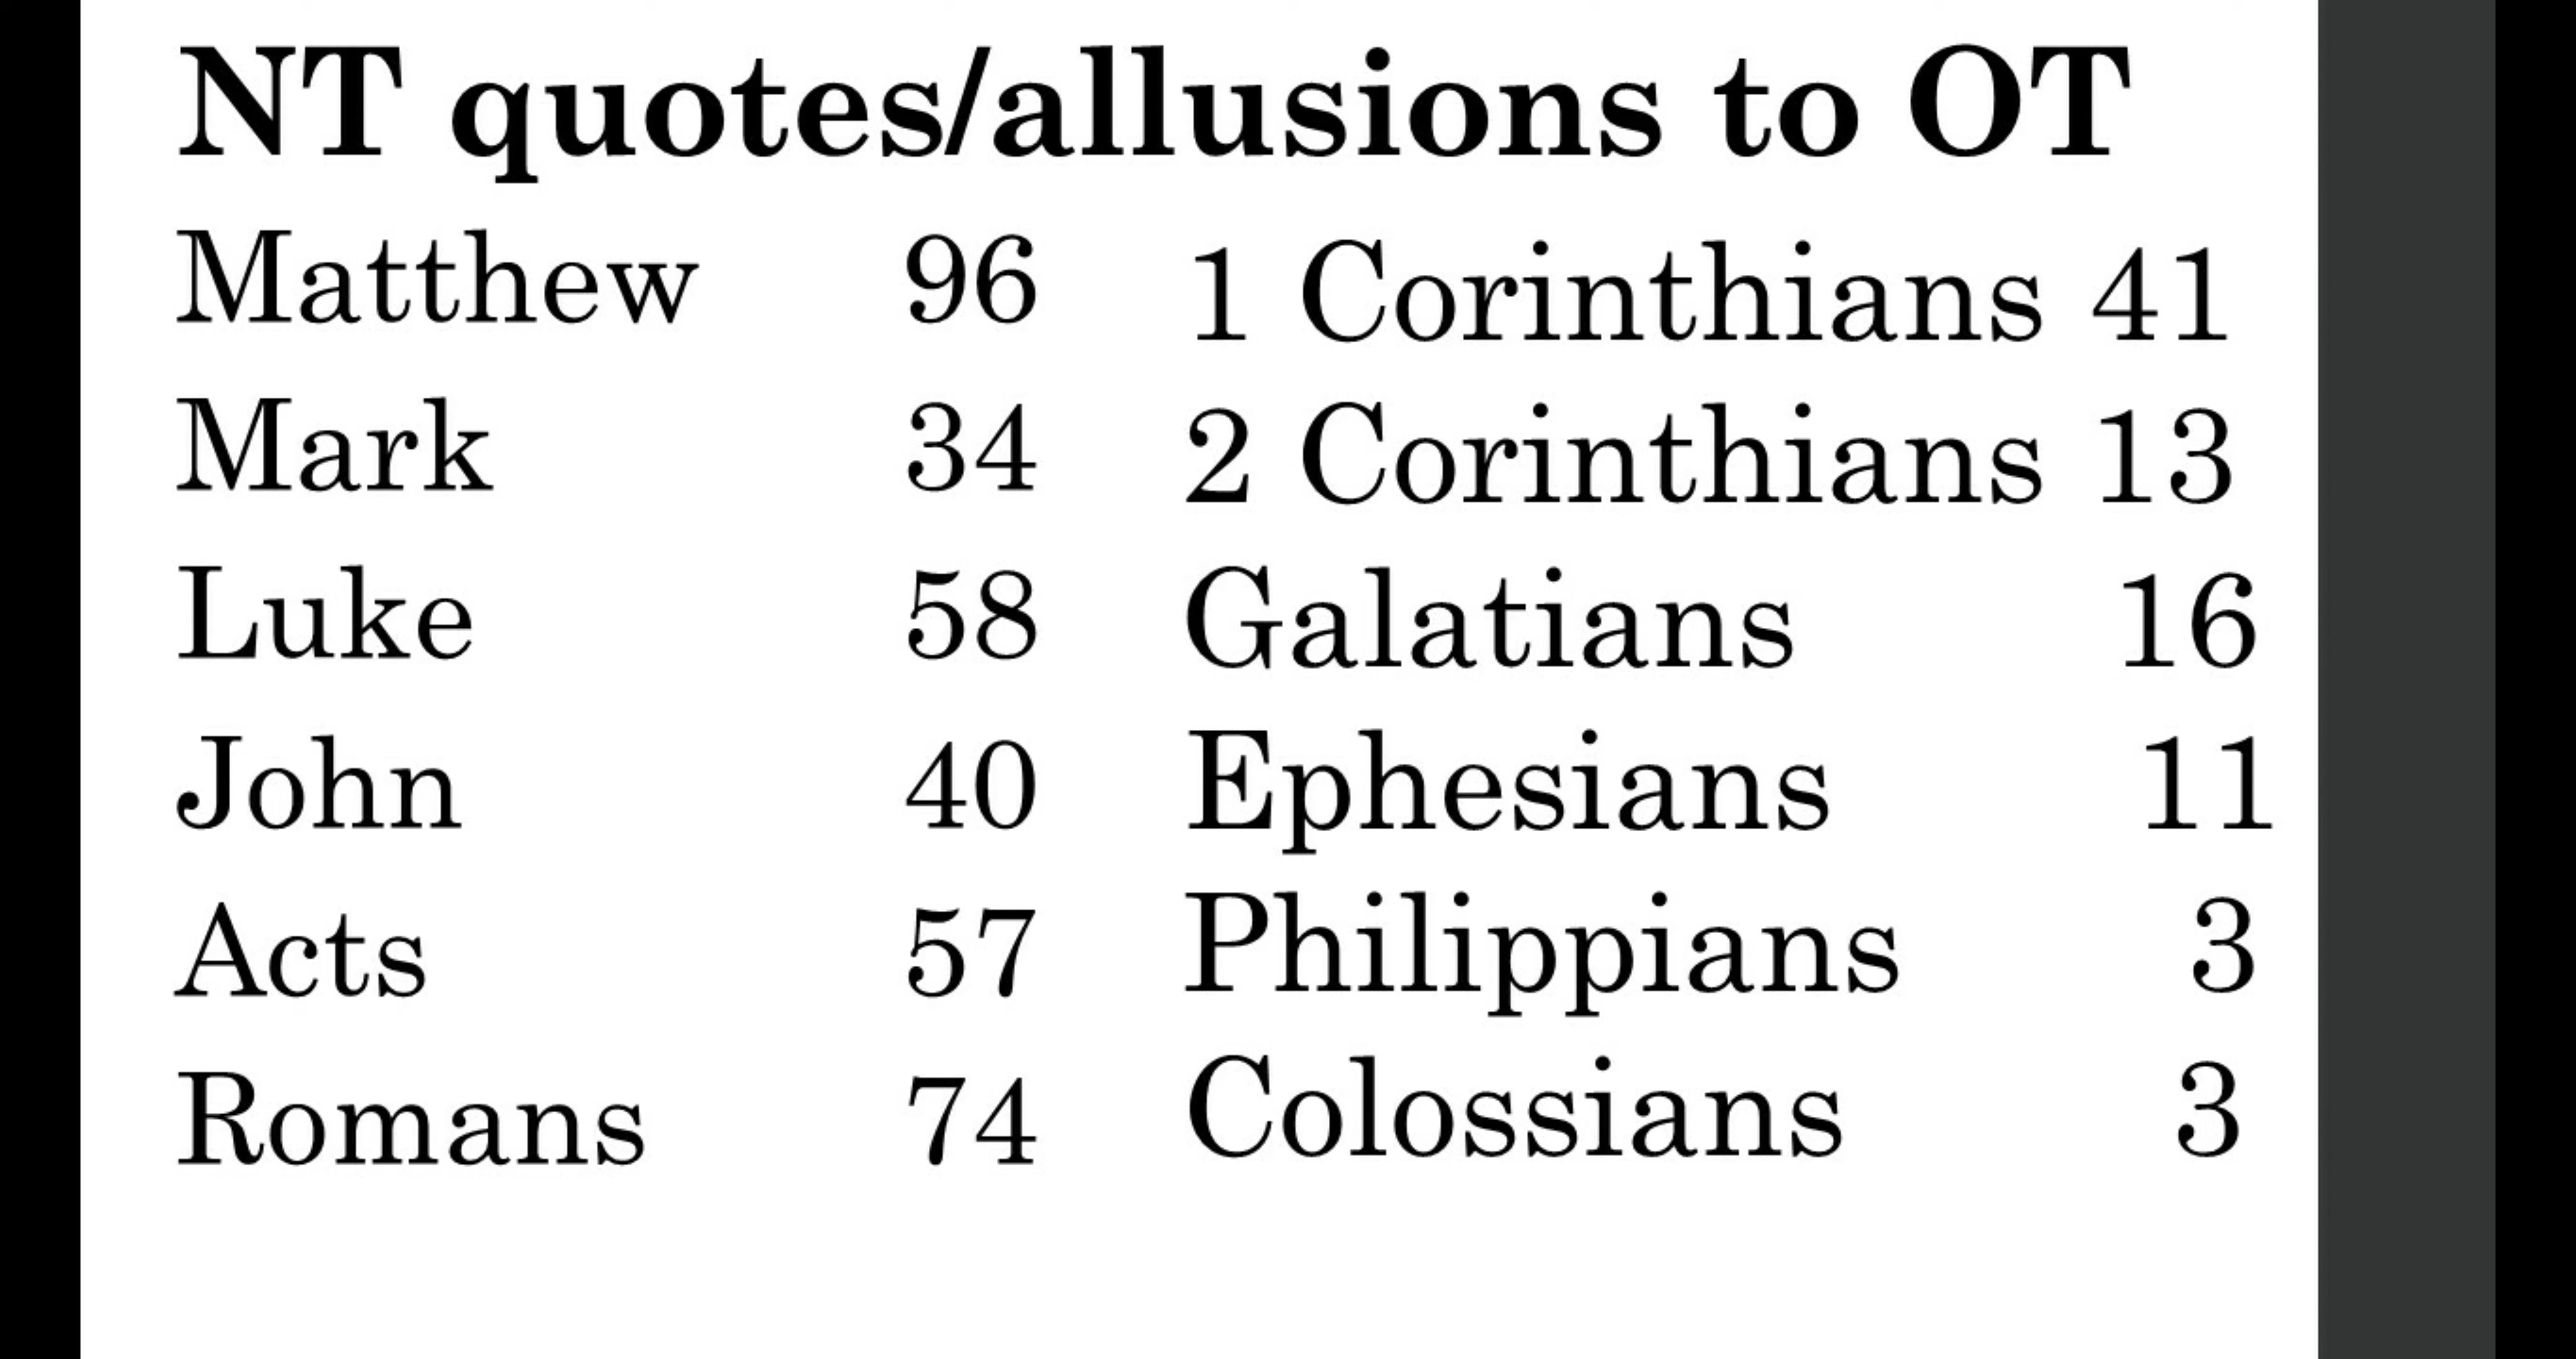 NT quotes/allusions to OT
Matthew 96
Mark 34
Luke 58
John 40
Acts 57
Romans 74
1 Corinthians 41
2 Corinthians 13
Galatians 16
Ephesians 11
Philippians 3
Colossians 3